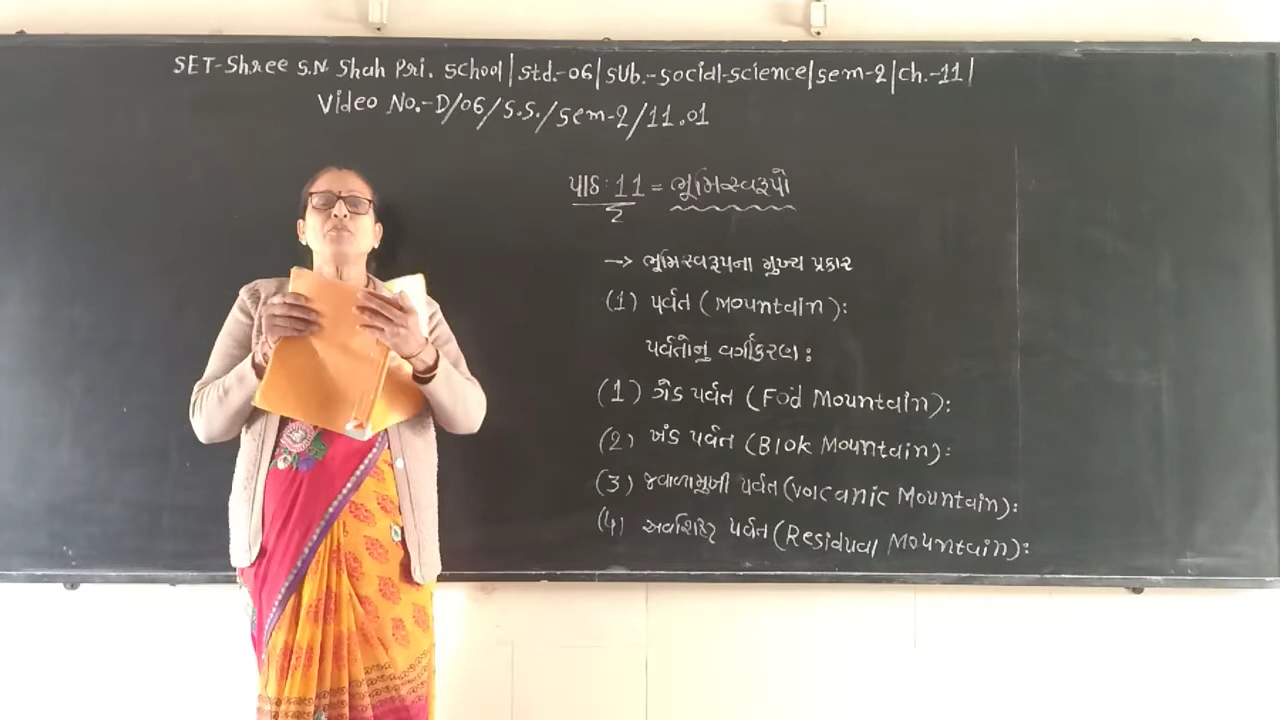 SET-Shree S.N. Shah Pri. School|Std.-06|Sub.-Social-Science|Sem-2|Ch.-11|
Video No.-D/06/S.S./Sem-2/11.01
પાઠ:11 = ભૂમિસ્વરૂપો
→ ભૂમિસ્વરૂપના મુખ્ય પ્રકાર
(1) પર્વત (Mountain):
પર્વતોનું વર્ગીકરણ:
(1) ગેડ પર્વત (Fod Mountain):
(2) ખંડ પર્વત (Blok Mountain):
(3) જવાળામુખી પર્વત (Volcanic Mountain):
(4) અવશિષ્ટ પર્વત (Residual Mountain):